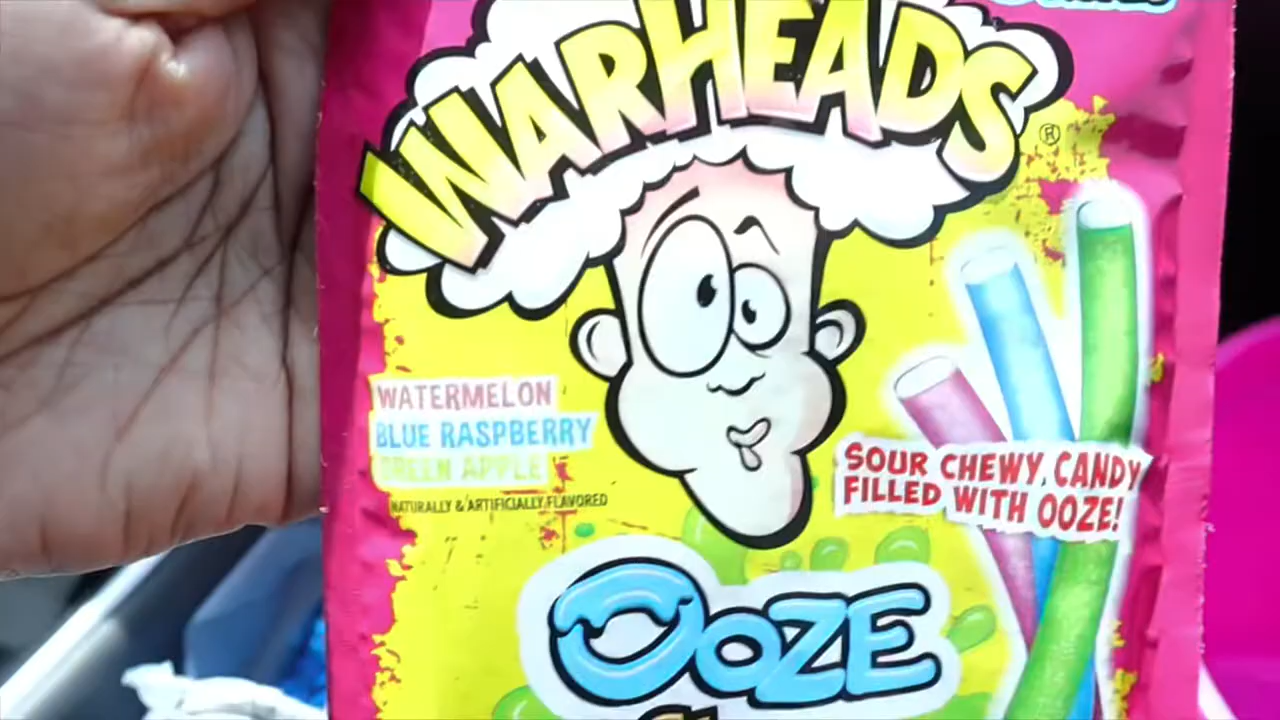 WARHEADS
®
WATERMELON
BLUE RASPBERRY
GREEN APPLE
NATURALLY & ARTIFICIALLY FLAVORED
SOUR CHEWY CANDY
FILLED WITH OOZE!
OOZE